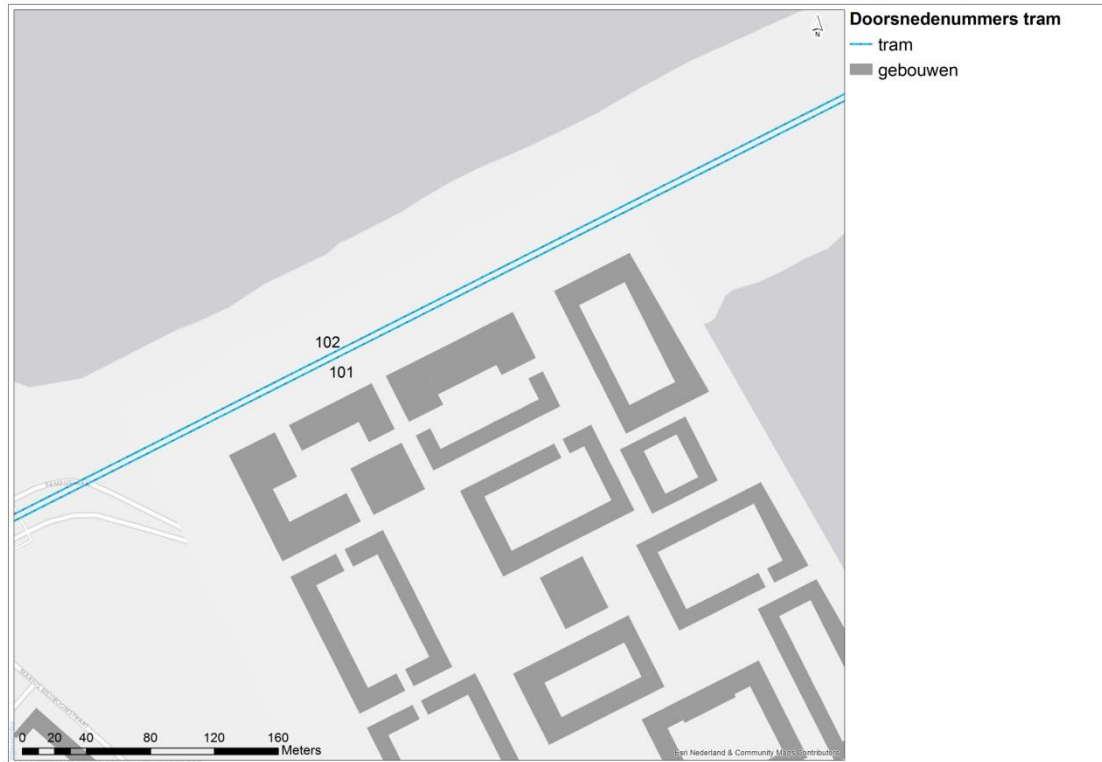 Doorsnedenummers tram
tram
gebouwen
N
102
101
0 20 40 80 120 160
Meters
Esri Nederland & Community Maps Contributors